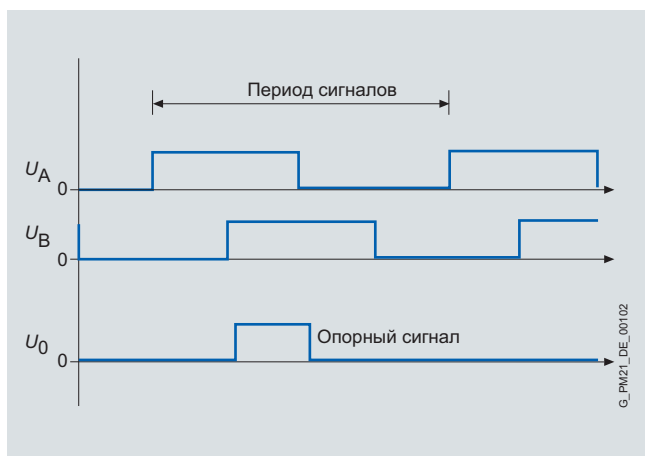 Период сигналов
UA
0
UB
0
U0
0
Опорный сигнал
G_PM21_DE_00102